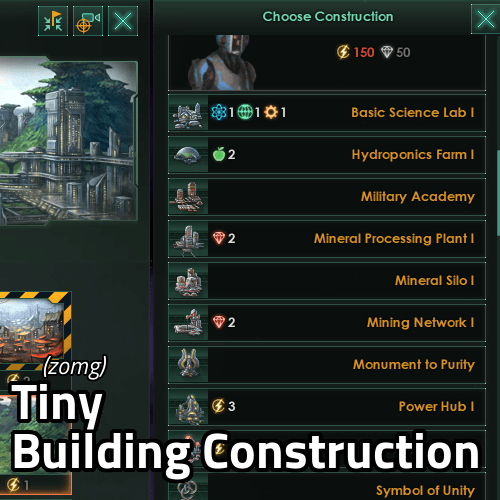 Choose Construction
150 50
1 1 1 Basic Science Lab I
2 Hydroponics Farm I
Military Academy
2 Mineral Processing Plant I
Mineral Silo I
2 Mining Network I
Monument to Purity
3 Power Hub I
Symbol of Unity
1
(zomg)
Tiny
Building Construction